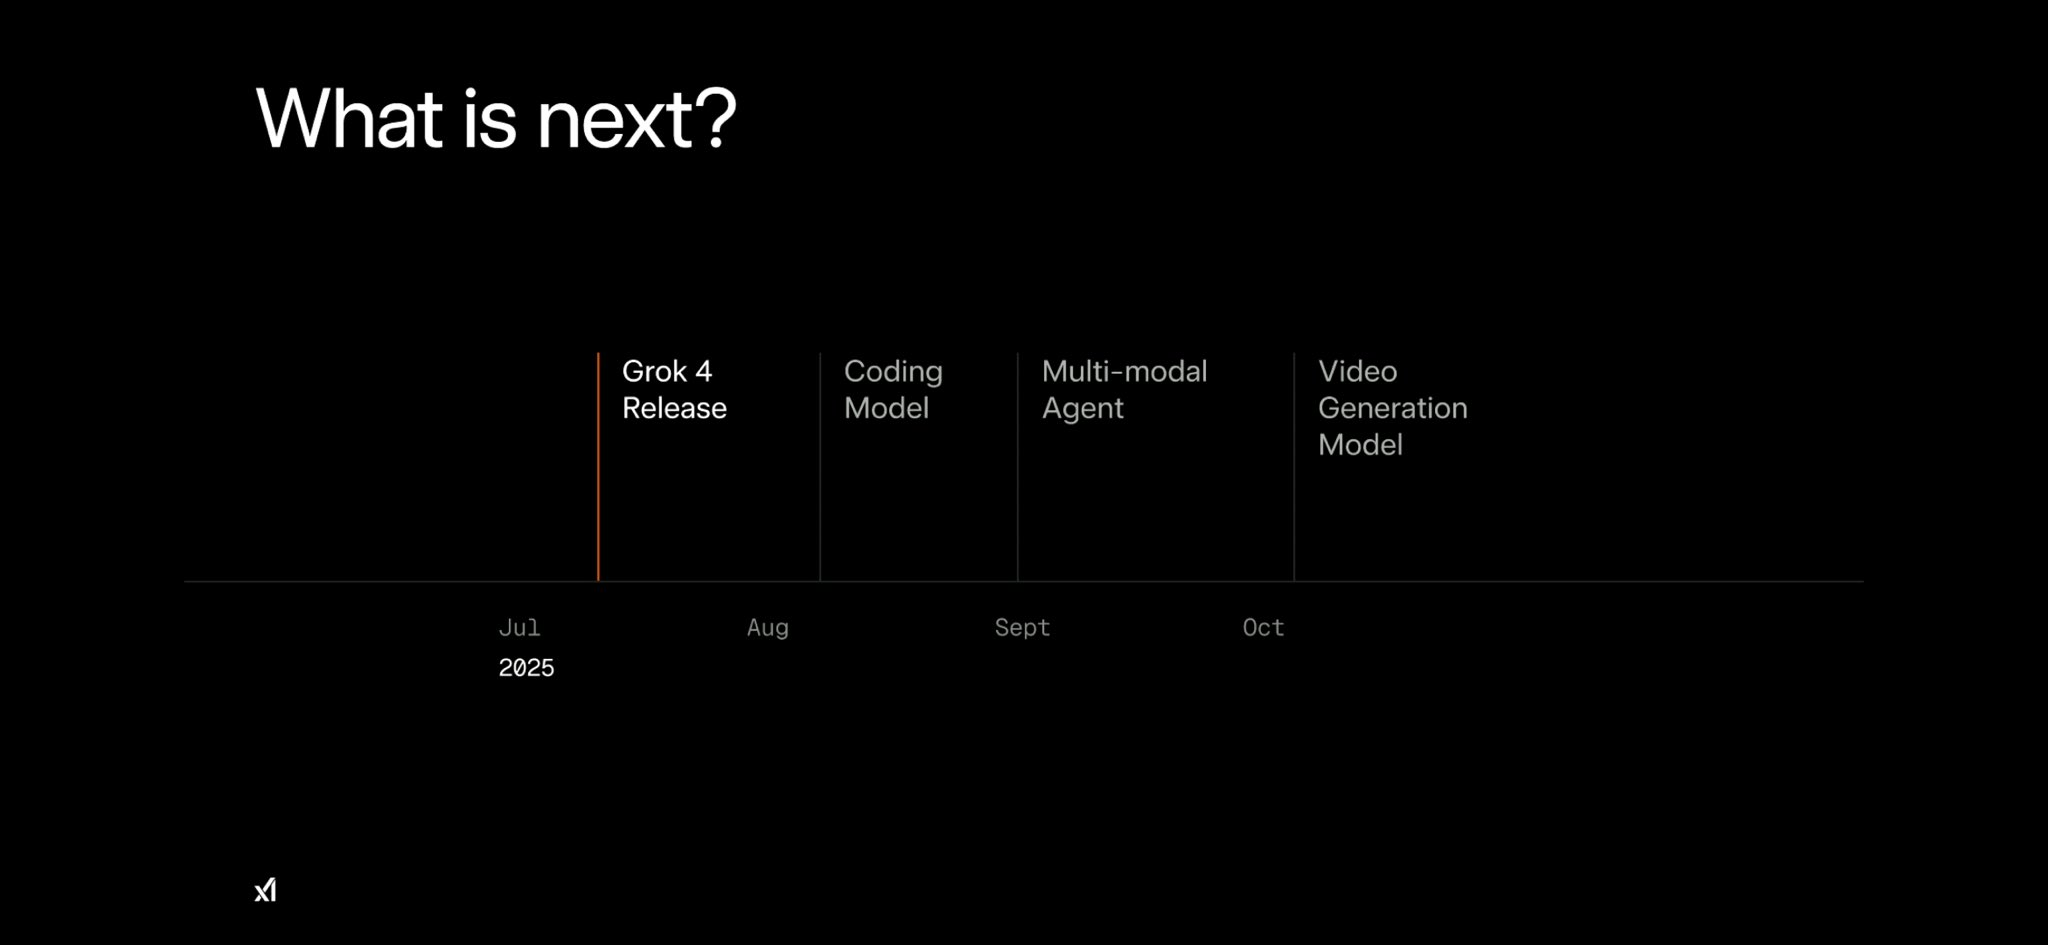 What is next?
Grok 4
Release
Coding
Model
Multi-modal
Agent
Video
Generation
Model
Jul
Aug
Sept
Oct
2025
xI